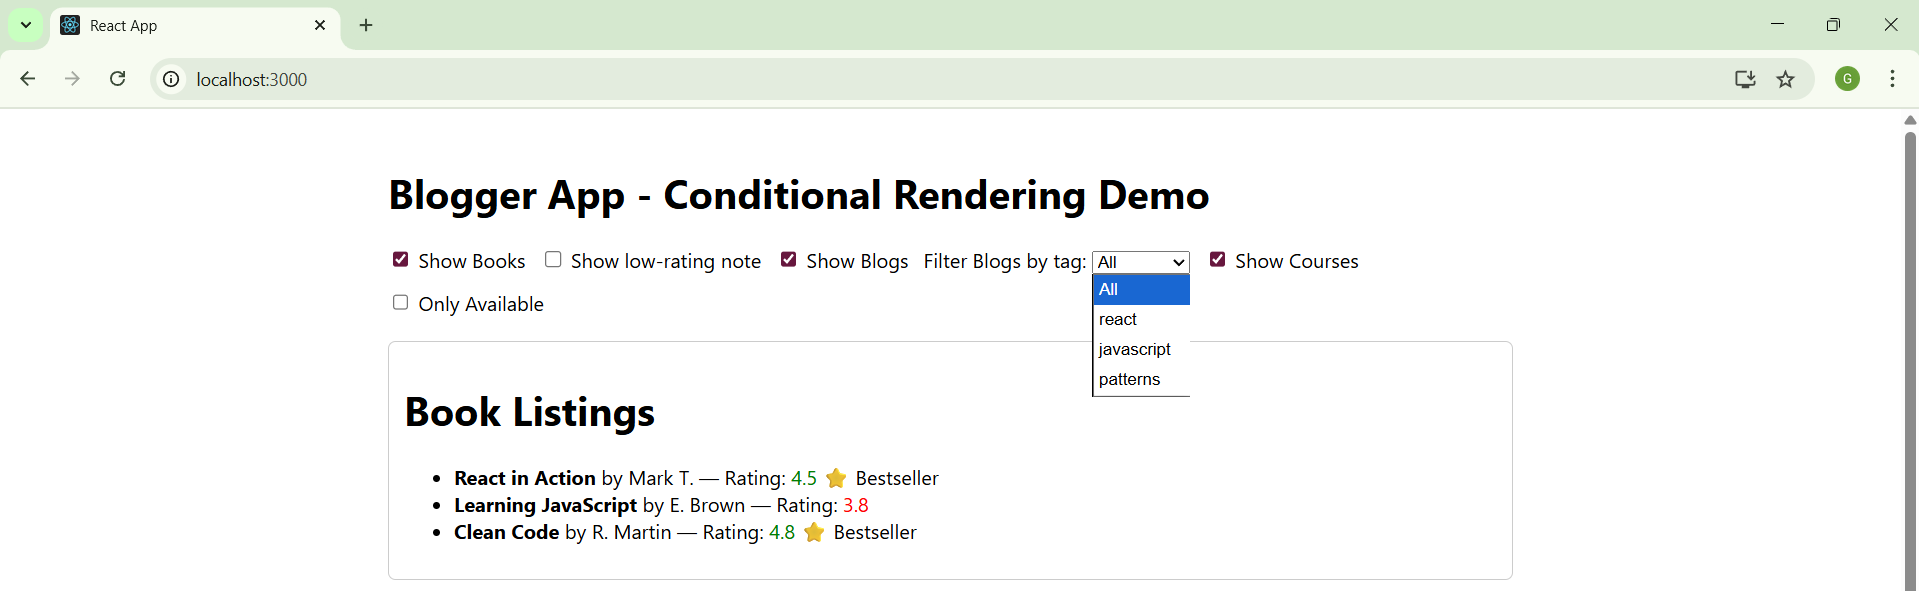 React App
localhost:3000
G
Blogger App - Conditional Rendering Demo
Show Books Show low-rating note Show Blogs Filter Blogs by tag: All Show Courses
All
react
javascript
patterns
Only Available
Book Listings
React in Action by Mark T. — Rating: 4.5 ⭐ Bestseller
Learning JavaScript by E. Brown — Rating: 3.8
Clean Code by R. Martin — Rating: 4.8 ⭐ Bestseller